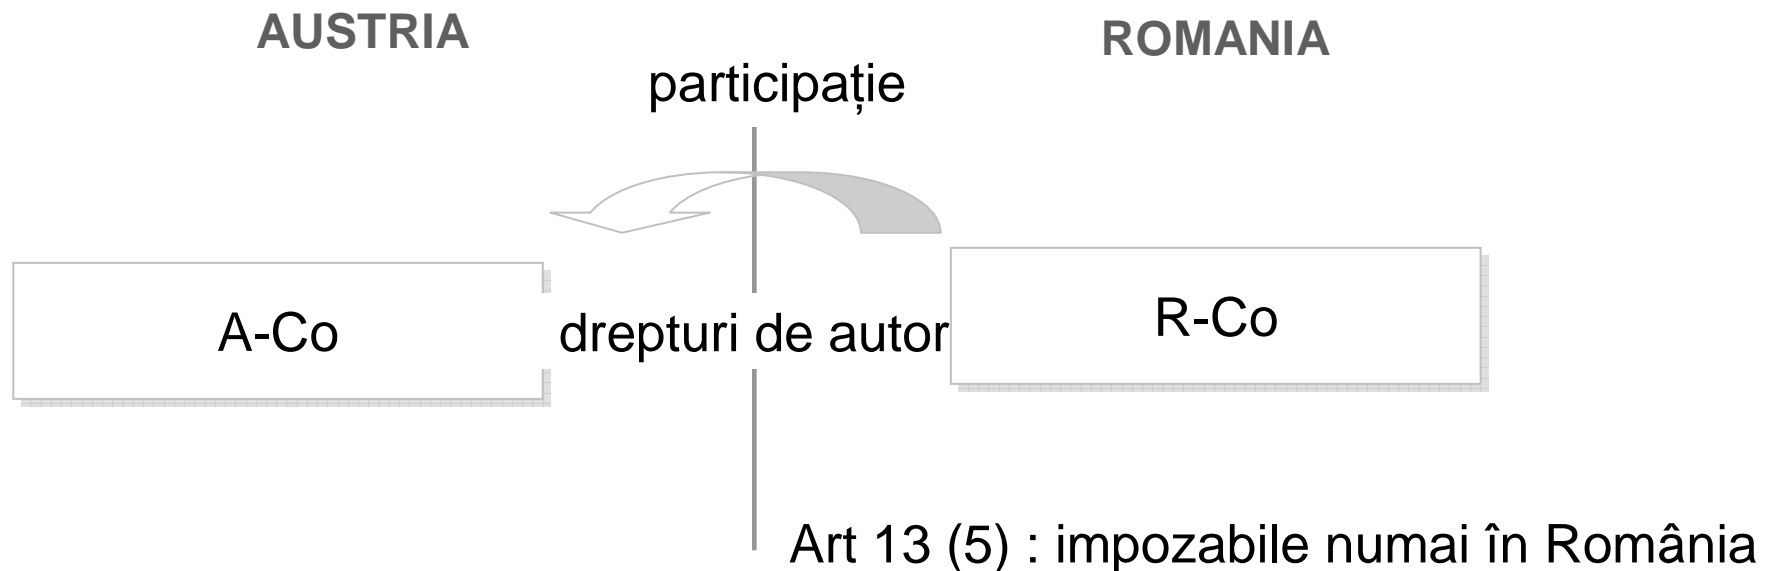 AUSTRIA
ROMANIA
participație
A-Co
drepturi de autor
R-Co
Art 13 (5) : impozabile numai în România